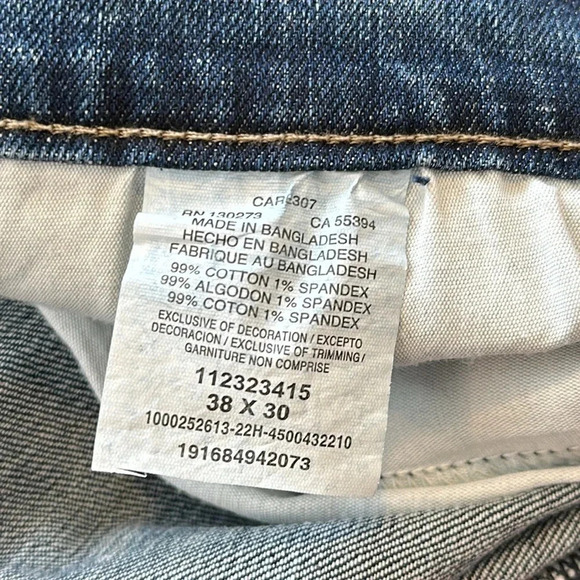 CAR#307
RN 130273 CA 55394
MADE IN BANGLADESH
HECHO EN BANGLADESH
FABRIQUE AU BANGLADESH
99% COTTON 1% SPANDEX
99% ALGODON 1% SPANDEX
99% COTON 1% SPANDEX
EXCLUSIVE OF DECORATION / EXCEPTO
DECORACION / EXCLUSIVE OF TRIMMING /
GARNITURE NON COMPRISE
112323415
38 X 30
1000252613-22H-4500432210
191684942073